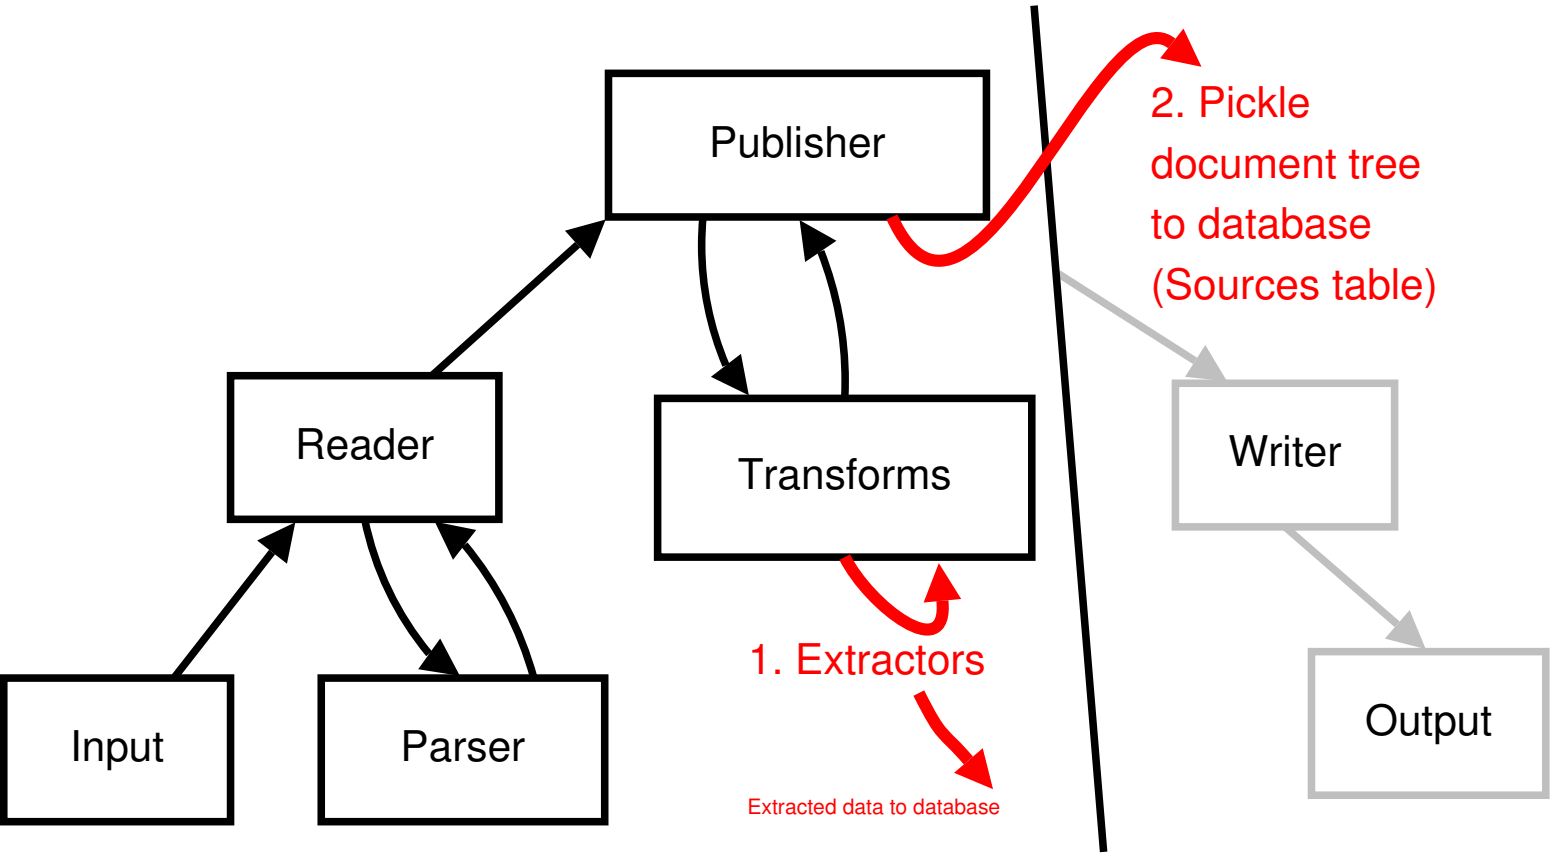 Publisher
2. Pickle
document tree
to database
(Sources table)
Reader
Transforms
Writer
1. Extractors
Input
Parser
Output
Extracted data to database